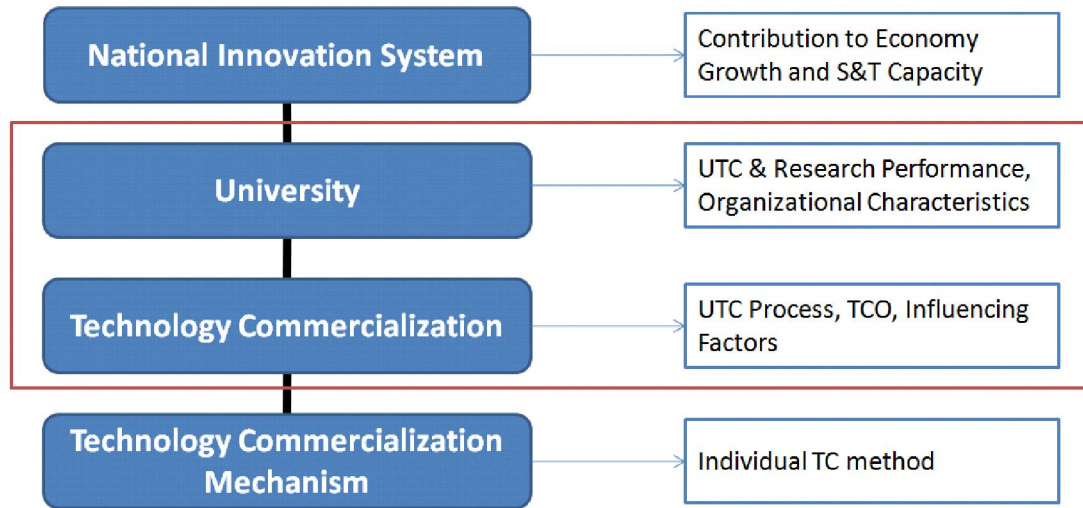 National Innovation System
Contribution to Economy
Growth and S&T Capacity
University
UTC & Research Performance,
Organizational Characteristics
Technology Commercialization
UTC Process, TCO, Influencing
Factors
Technology Commercialization
Mechanism
Individual TC method